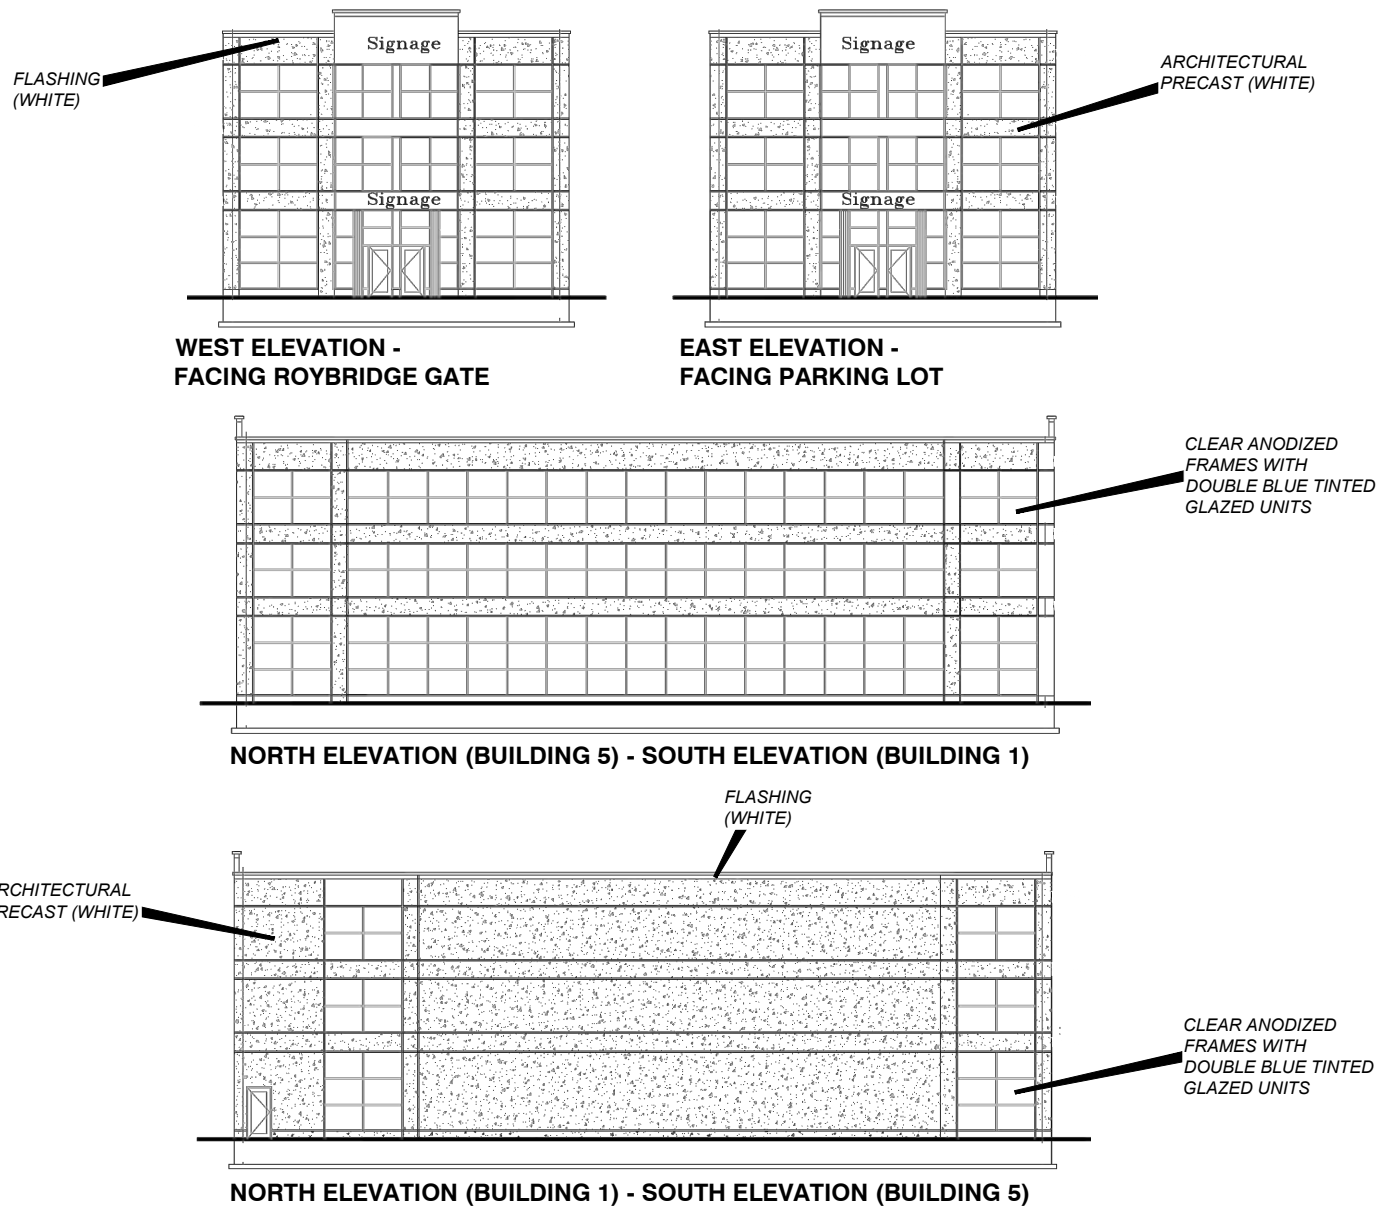 Signage
Signage
FLASHING
(WHITE)
ARCHITECTURAL
PRECAST (WHITE)
Signage
Signage
WEST ELEVATION -
FACING ROYBRIDGE GATE
EAST ELEVATION -
FACING PARKING LOT
CLEAR ANODIZED
FRAMES WITH
DOUBLE BLUE TINTED
GLAZED UNITS
NORTH ELEVATION (BUILDING 5) - SOUTH ELEVATION (BUILDING 1)
FLASHING
(WHITE)
RCHITECTURAL
RECAST (WHITE)
CLEAR ANODIZED
FRAMES WITH
DOUBLE BLUE TINTED
GLAZED UNITS
NORTH ELEVATION (BUILDING 1) - SOUTH ELEVATION (BUILDING 5)